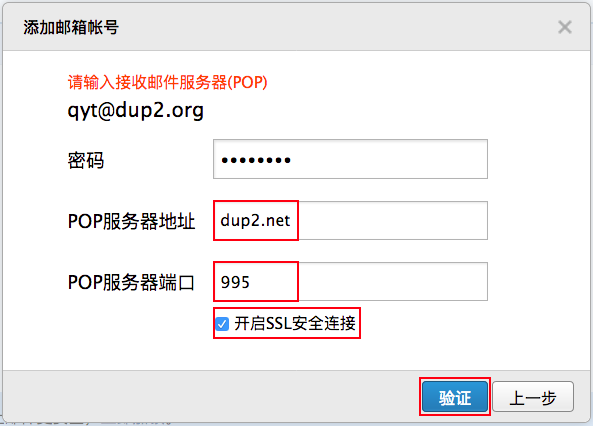 添加邮箱帐号
请输入接收邮件服务器(POP)
qyt@dup2.org
密码 ••••••••
POP服务器地址 dup2.net
POP服务器端口 995
开启SSL安全连接
验证 上一步